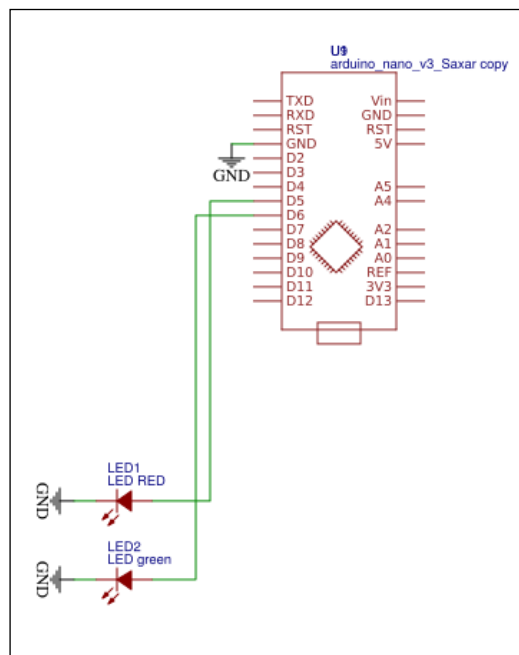 U9
arduino_nano_v3_Saxar copy
TXD
RXD
RST
GND
D2
D3
D4
D5
D6
D7
D8
D9
D10
D11
D12
Vin
GND
RST
5V
A5
A4
A2
A1
A0
REF
3V3
D13
GND
LED1
LED RED
GND
LED2
LED green
GND